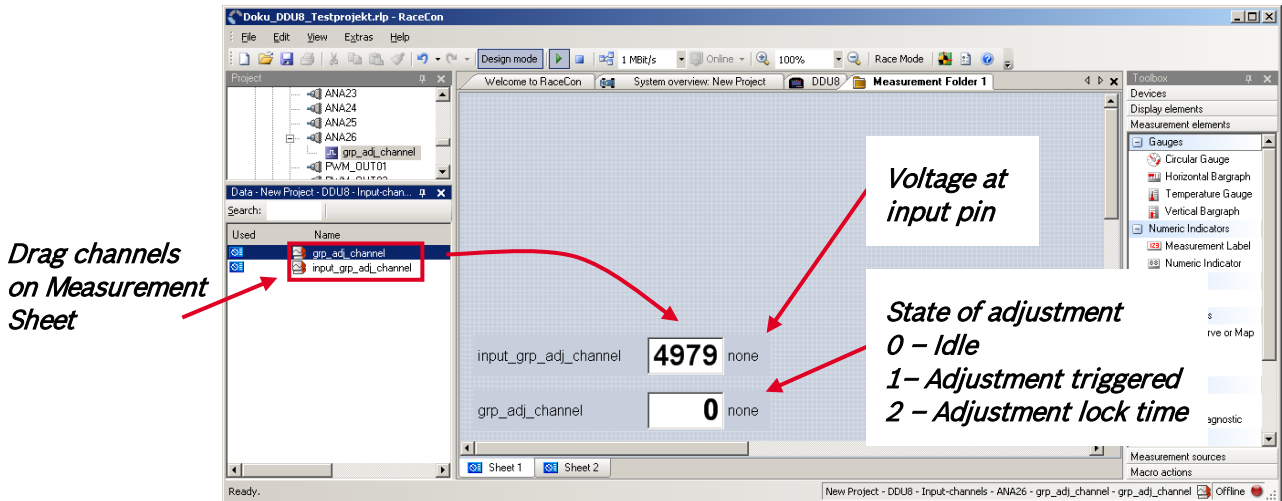 Doku_DDU8_Testprojekt.rlp - RaceCon
File Edit View Extras Help
Design mode 1 MBit/s Online 100% Race Mode
Project
ANA23
ANA24
ANA25
ANA26
grp_adj_channel
PWM_OUT01
Data - New Project - DDU8 - Input-chan...
Search:
Used Name
grp_adj_channel
input_grp_adj_channel
Drag channels
on Measurement
Sheet
Welcome to RaceCon System overview: New Project DDU8 Measurement Folder 1
Voltage at
input pin
State of adjustment
0 – Idle
1– Adjustment triggered
2 – Adjustment lock time
input_grp_adj_channel 4979 none
grp_adj_channel 0 none
Sheet 1 Sheet 2
Toolbox
Devices
Display elements
Measurement elements
Gauges
Circular Gauge
Horizontal Bargraph
Temperature Gauge
Vertical Bargraph
Numeric Indicators
Measurement Label
Numeric Indicator
rve or Map
agnostic
Measurement sources
Macro actions
Ready.
New Project - DDU8 - Input-channels - ANA26 - grp_adj_channel - grp_adj_channel Offline